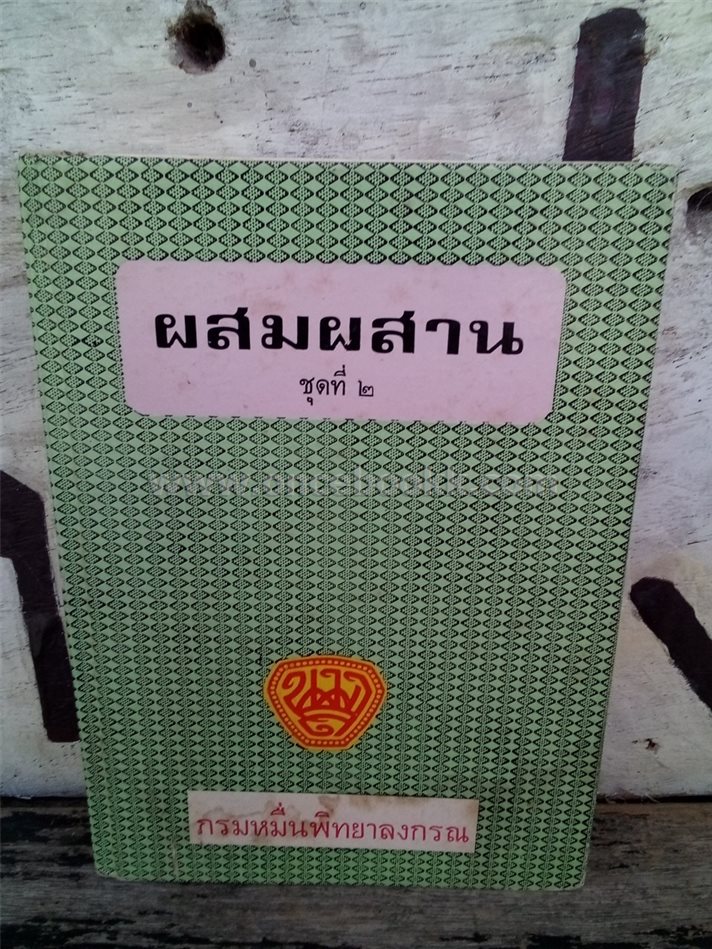 ผสมผสาน
ชุดที่ ๒
กรมหมื่นพิทยาลงกรณ